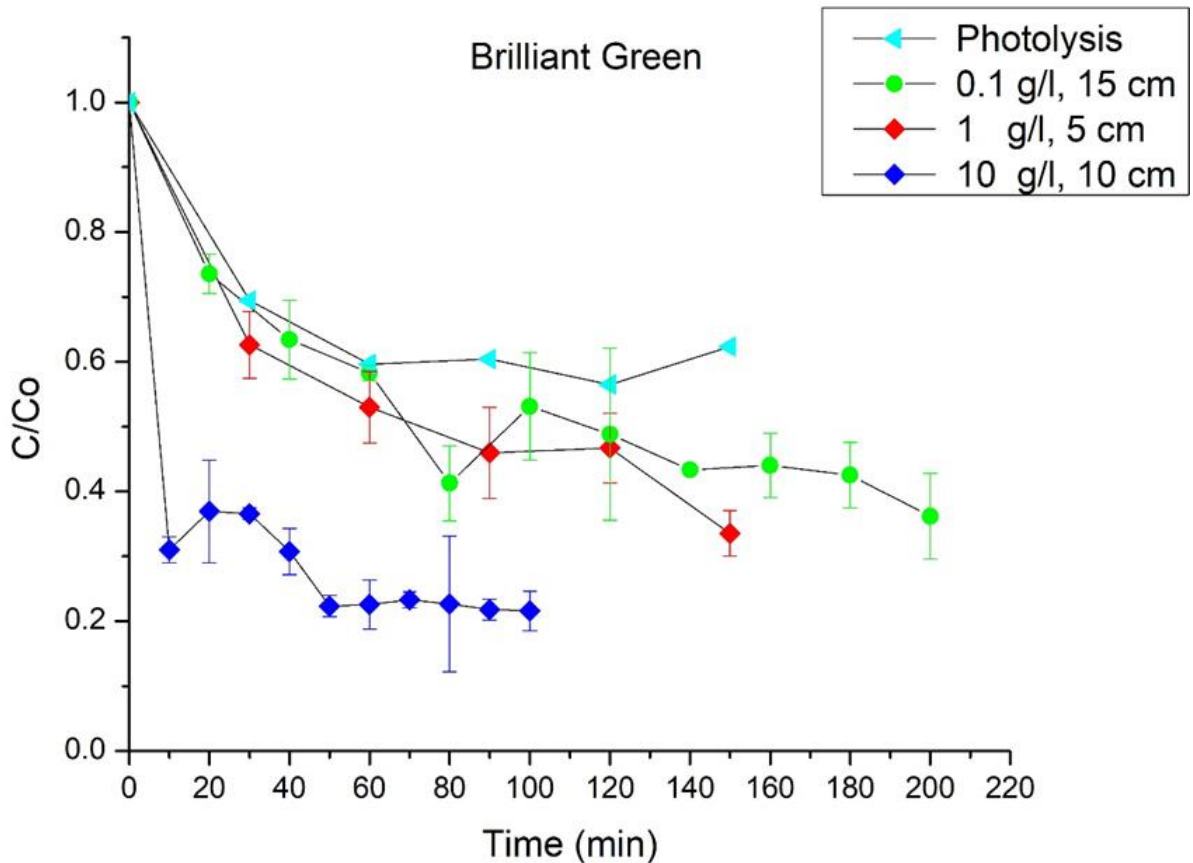 Brilliant Green
Photolysis
0.1 g/l, 15 cm
1 g/l, 5 cm
10 g/l, 10 cm
C/Co
1.0
0.8
0.6
0.4
0.2
0.0
0 20 40 60 80 100 120 140 160 180 200 220
Time (min)